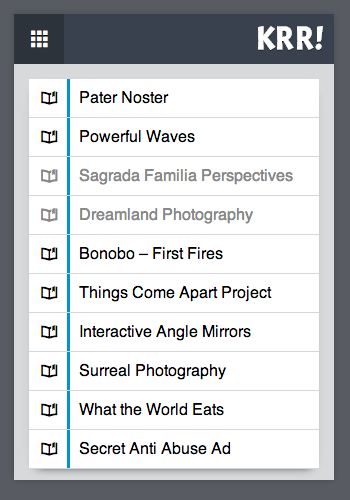 KRR!
Pater Noster
Powerful Waves
Sagrada Familia Perspectives
Dreamland Photography
Bonobo – First Fires
Things Come Apart Project
Interactive Angle Mirrors
Surreal Photography
What the World Eats
Secret Anti Abuse Ad